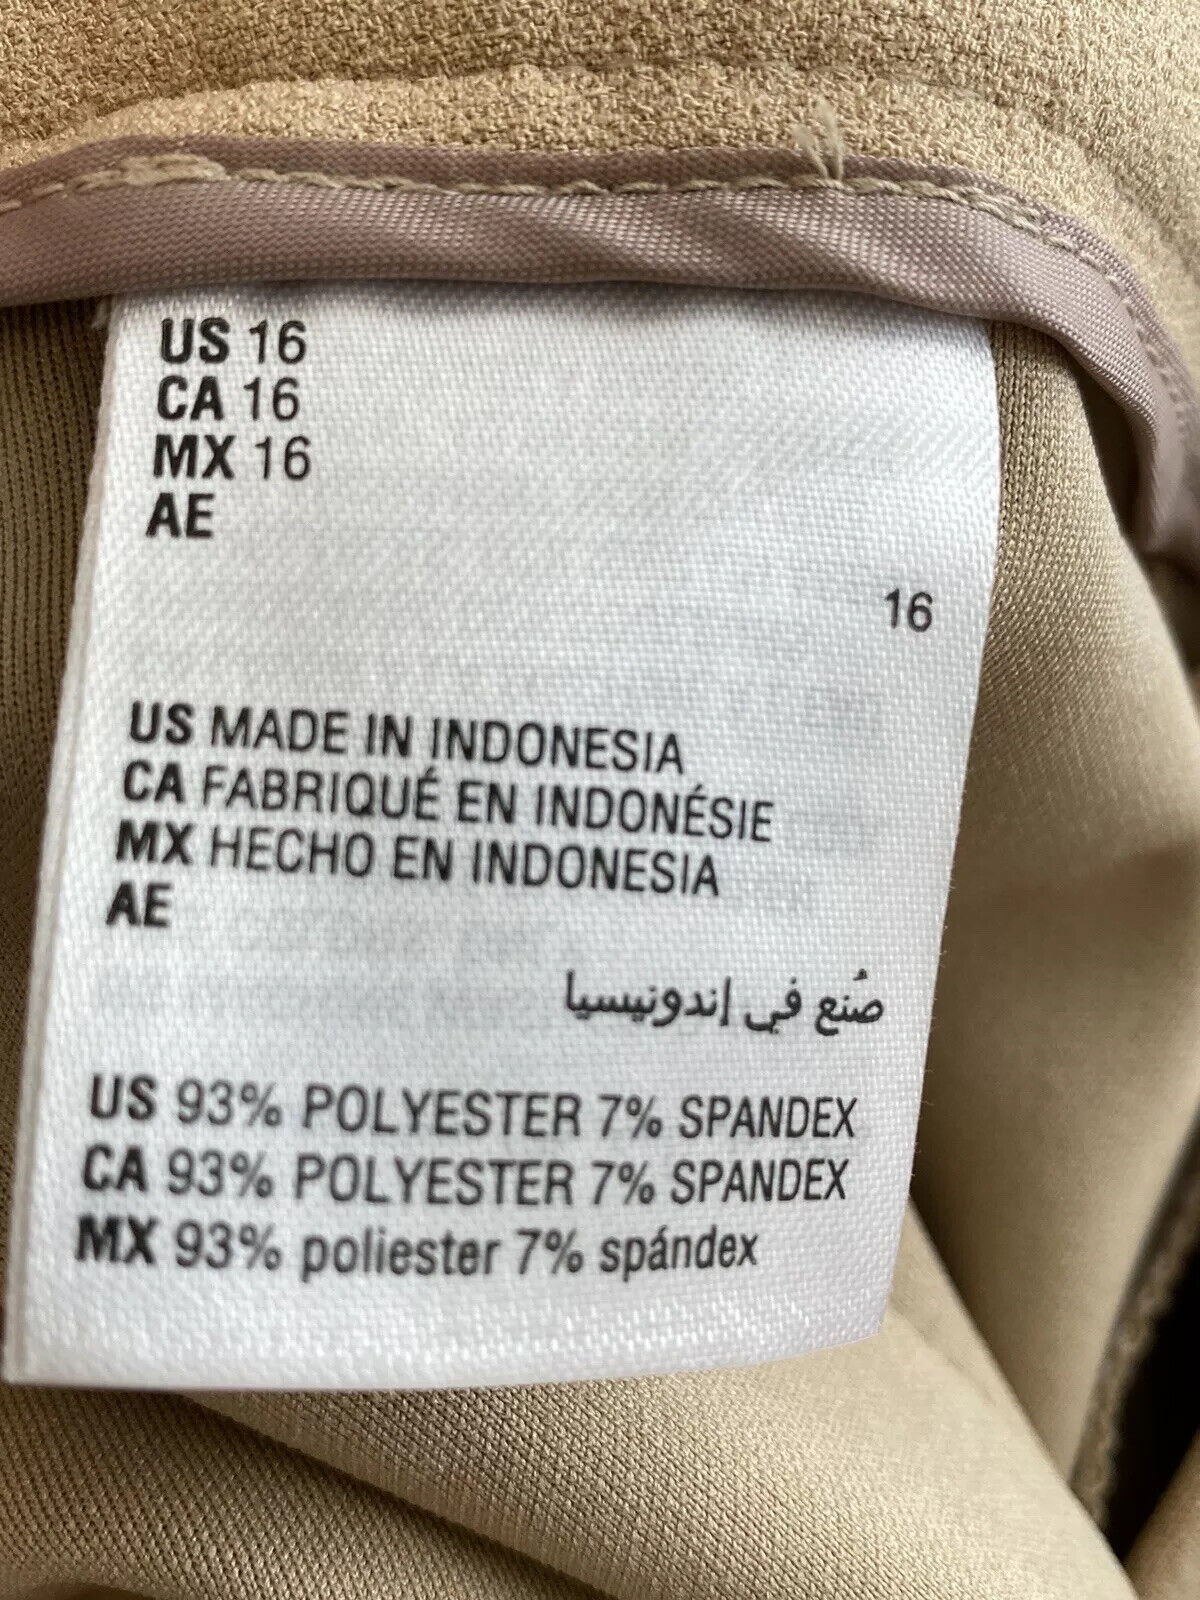 US 16
CA 16
MX 16
AE
16
US MADE IN INDONESIA
CA FABRIQUÉ EN INDONÉSIE
MX HECHO EN INDONESIA
AE
صُنع في إندونيسيا
US 93% POLYESTER 7% SPANDEX
CA 93% POLYESTER 7% SPANDEX
MX 93% poliester 7% spándex